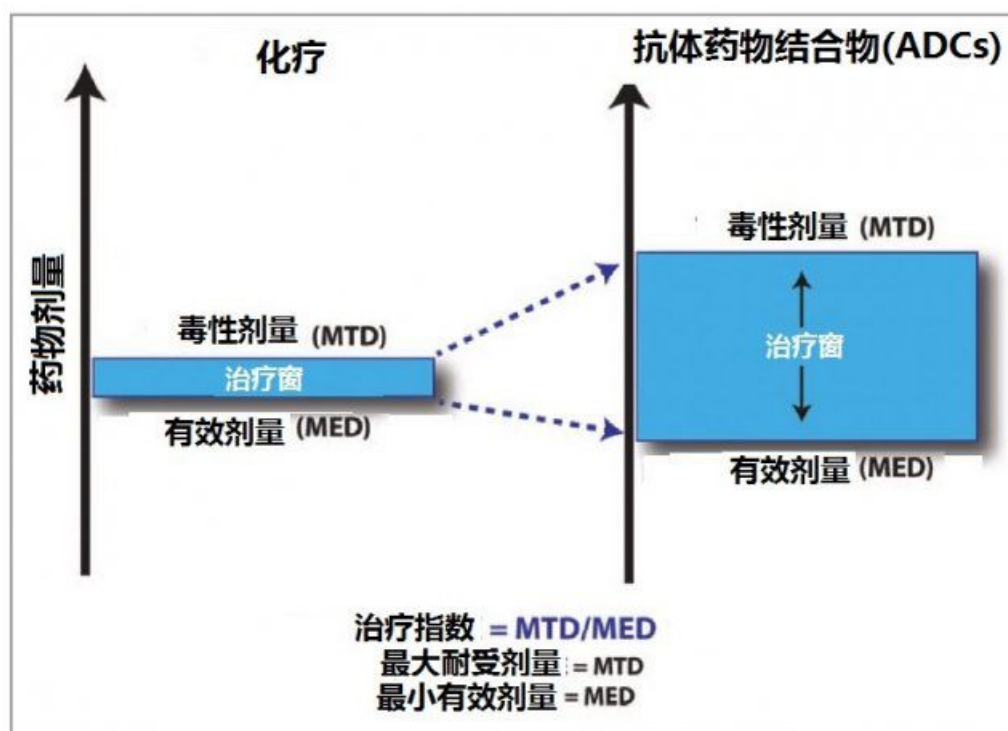 化疗
抗体药物结合物(ADCs)
药物剂量
毒性剂量 (MTD)
治疗窗
有效剂量 (MED)
毒性剂量 (MTD)
治疗窗
有效剂量 (MED)
治疗指数 = MTD/MED
最大耐受剂量 = MTD
最小有效剂量 = MED